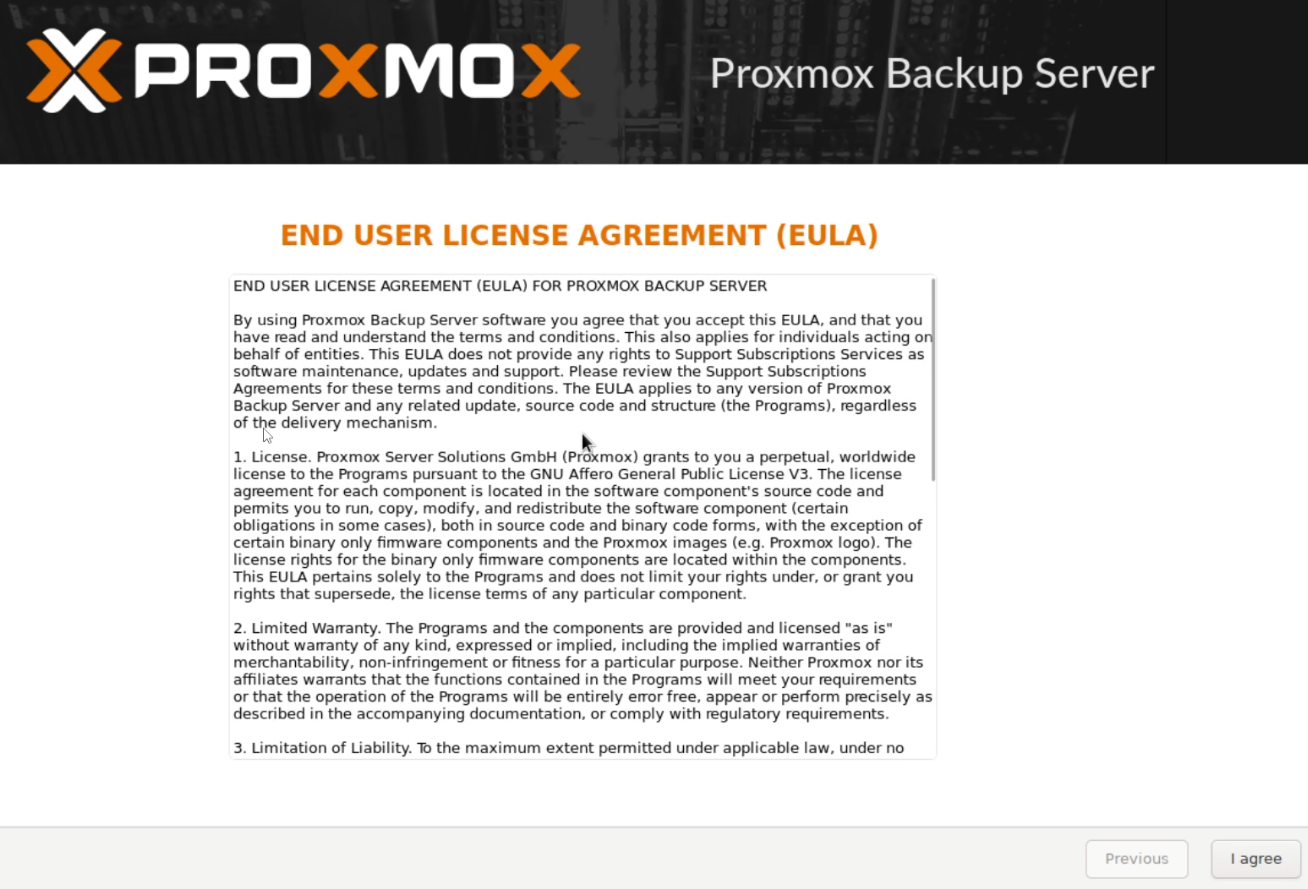 PROXMOX
Proxmox Backup Server
END USER LICENSE AGREEMENT (EULA)
END USER LICENSE AGREEMENT (EULA) FOR PROXMOX BACKUP SERVER
By using Proxmox Backup Server software you agree that you accept this EULA, and that you
have read and understand the terms and conditions. This also applies for individuals acting on
behalf of entities. This EULA does not provide any rights to Support Subscriptions Services as
software maintenance, updates and support. Please review the Support Subscriptions
Agreements for these terms and conditions. The EULA applies to any version of Proxmox
Backup Server and any related update, source code and structure (the Programs), regardless
of the delivery mechanism.
1. License. Proxmox Server Solutions GmbH (Proxmox) grants to you a perpetual, worldwide
license to the Programs pursuant to the GNU Affero General Public License V3. The license
agreement for each component is located in the software component's source code and
permits you to run, copy, modify, and redistribute the software component (certain
obligations in some cases), both in source code and binary code forms, with the exception of
certain binary only firmware components and the Proxmox images (e.g. Proxmox logo). The
license rights for the binary only firmware components are located within the components.
This EULA pertains solely to the Programs and does not limit your rights under, or grant you
rights that supersede, the license terms of any particular component.
2. Limited Warranty. The Programs and the components are provided and licensed "as is"
without warranty of any kind, expressed or implied, including the implied warranties of
merchantability, non-infringement or fitness for a particular purpose. Neither Proxmox nor its
affiliates warrants that the functions contained in the Programs will meet your requirements
or that the operation of the Programs will be entirely error free, appear or perform precisely as
described in the accompanying documentation, or comply with regulatory requirements.
3. Limitation of Liability. To the maximum extent permitted under applicable law, under no
Previous
I agree